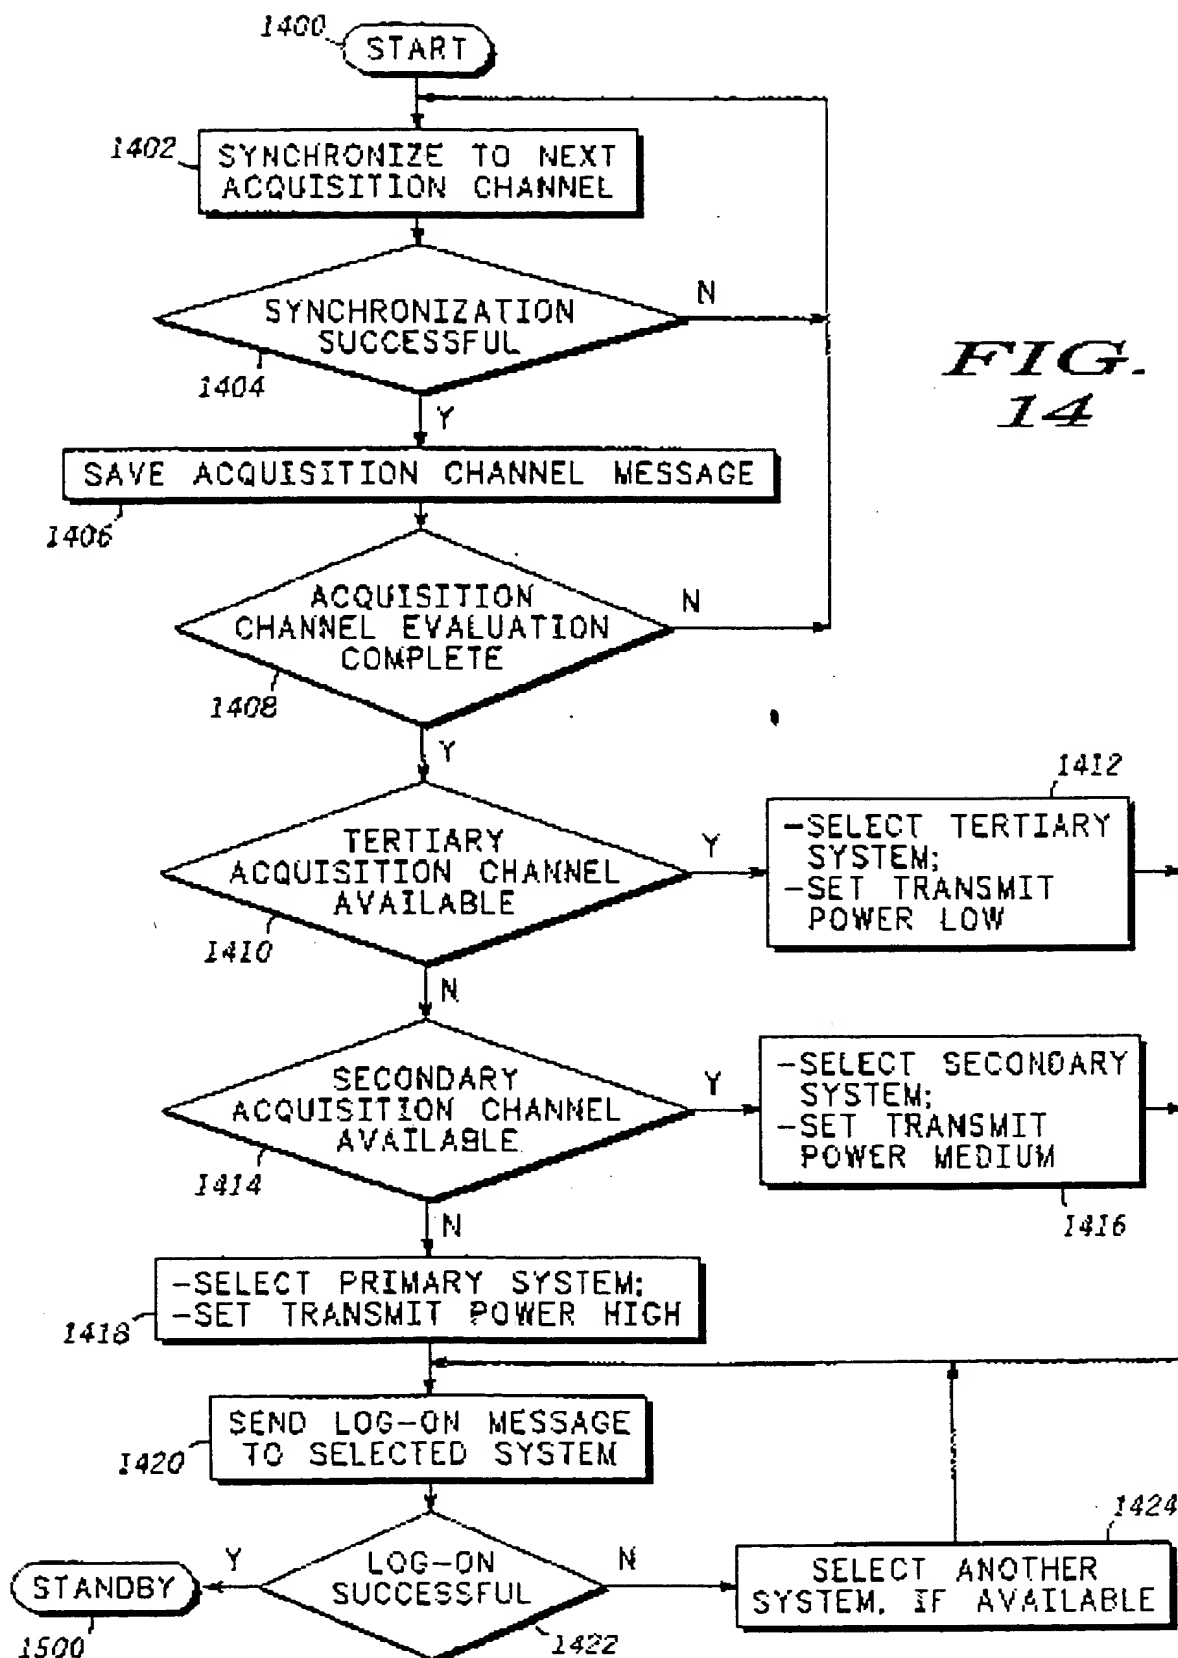 1400
START
1402
SYNCHRONIZE TO NEXT
ACQUISITION CHANNEL
N
SYNCHRONIZATION
SUCCESSFUL
1404
FIG.
14
Y
SAVE ACQUISITION CHANNEL MESSAGE
1406
N
ACQUISITION
CHANNEL EVALUATION
COMPLETE
1408
Y
1412
TERTIARY
ACQUISITION CHANNEL
AVAILABLE
Y
-SELECT TERTIARY
SYSTEM;
-SET TRANSMIT
POWER LOW
1410
N
SECONDARY
ACQUISITION CHANNEL
AVAILABLE
Y
-SELECT SECONDARY
SYSTEM;
-SET TRANSMIT
POWER MEDIUM
1414
1416
N
-SELECT PRIMARY SYSTEM;
-SET TRANSMIT POWER HIGH
1418
SEND LOG-ON MESSAGE
TO SELECTED SYSTEM
1420
1424
Y
LOG-ON
SUCCESSFUL
N
SELECT ANOTHER
SYSTEM, IF AVAILABLE
STANDBY
1500
1422